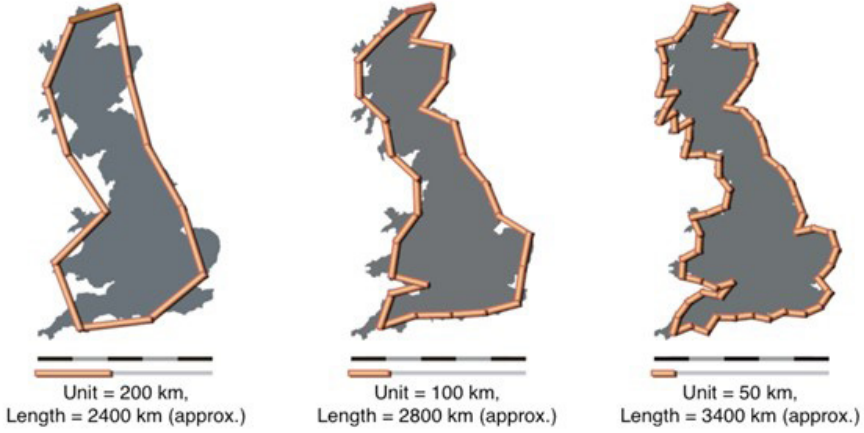 Unit = 200 km,
Length = 2400 km (approx.)
Unit = 100 km,
Length = 2800 km (approx.)
Unit = 50 km,
Length = 3400 km (approx.)